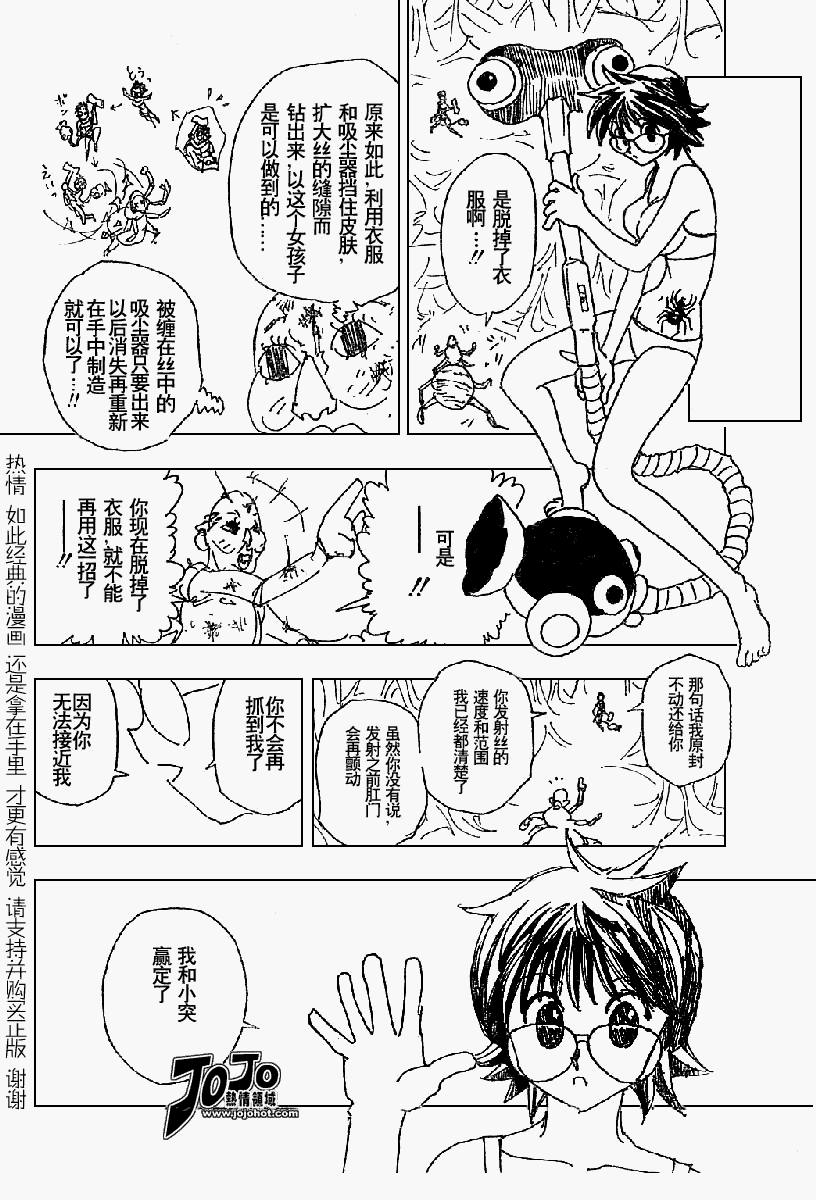 是脱掉了衣
服啊…!!
原来如此,利用衣服
和吸尘器挡住皮肤,
扩大丝的缝隙而
钻出来,以这个女孩子
是可以做到的……
被缠在丝中的
吸尘器只要出来
以后消失再重新
在手中制造
就可以了…!!
可是
——!!
你现在脱掉了
衣服,就不能
再用这一招了
——!!
那句话我原封
不动还给你
你发射丝的
速度和范围
我已经都清楚了
虽然你没有说,
发射之前肛门
会再颤动
你不会再
抓到我了
因为你
无法接近我
我和小突
赢定了
热情 如此经典的漫画 还是拿在手里 才更有感觉 请支持并购买正版 谢谢
JOJO
熱情領域
www.jojohot.com